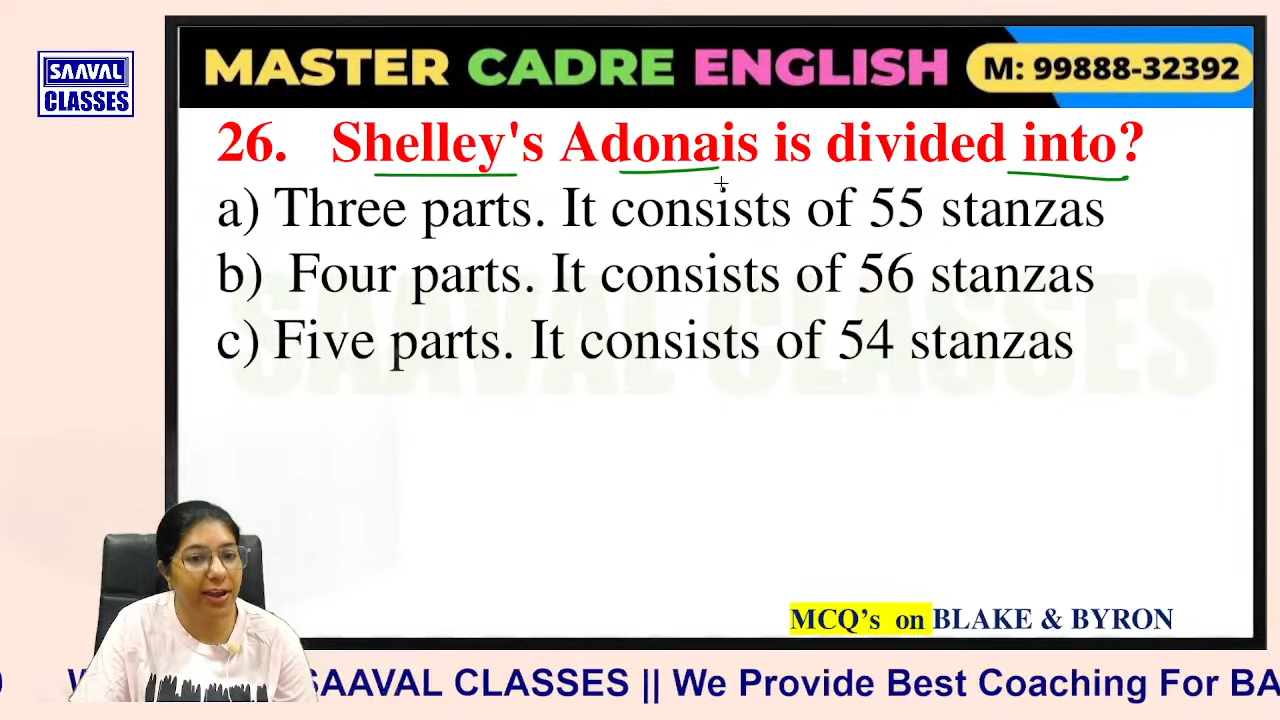 SAAVAL
CLASSES
MASTER CADRE ENGLISH
M: 99888-32392
26. Shelley's Adonais is divided into?
a) Three parts. It consists of 55 stanzas
b) Four parts. It consists of 56 stanzas
c) Five parts. It consists of 54 stanzas
SAAVAL CLASSES
MCQ’s on BLAKE & BYRON
SAAVAL CLASSES || We Provide Best Coaching For BA